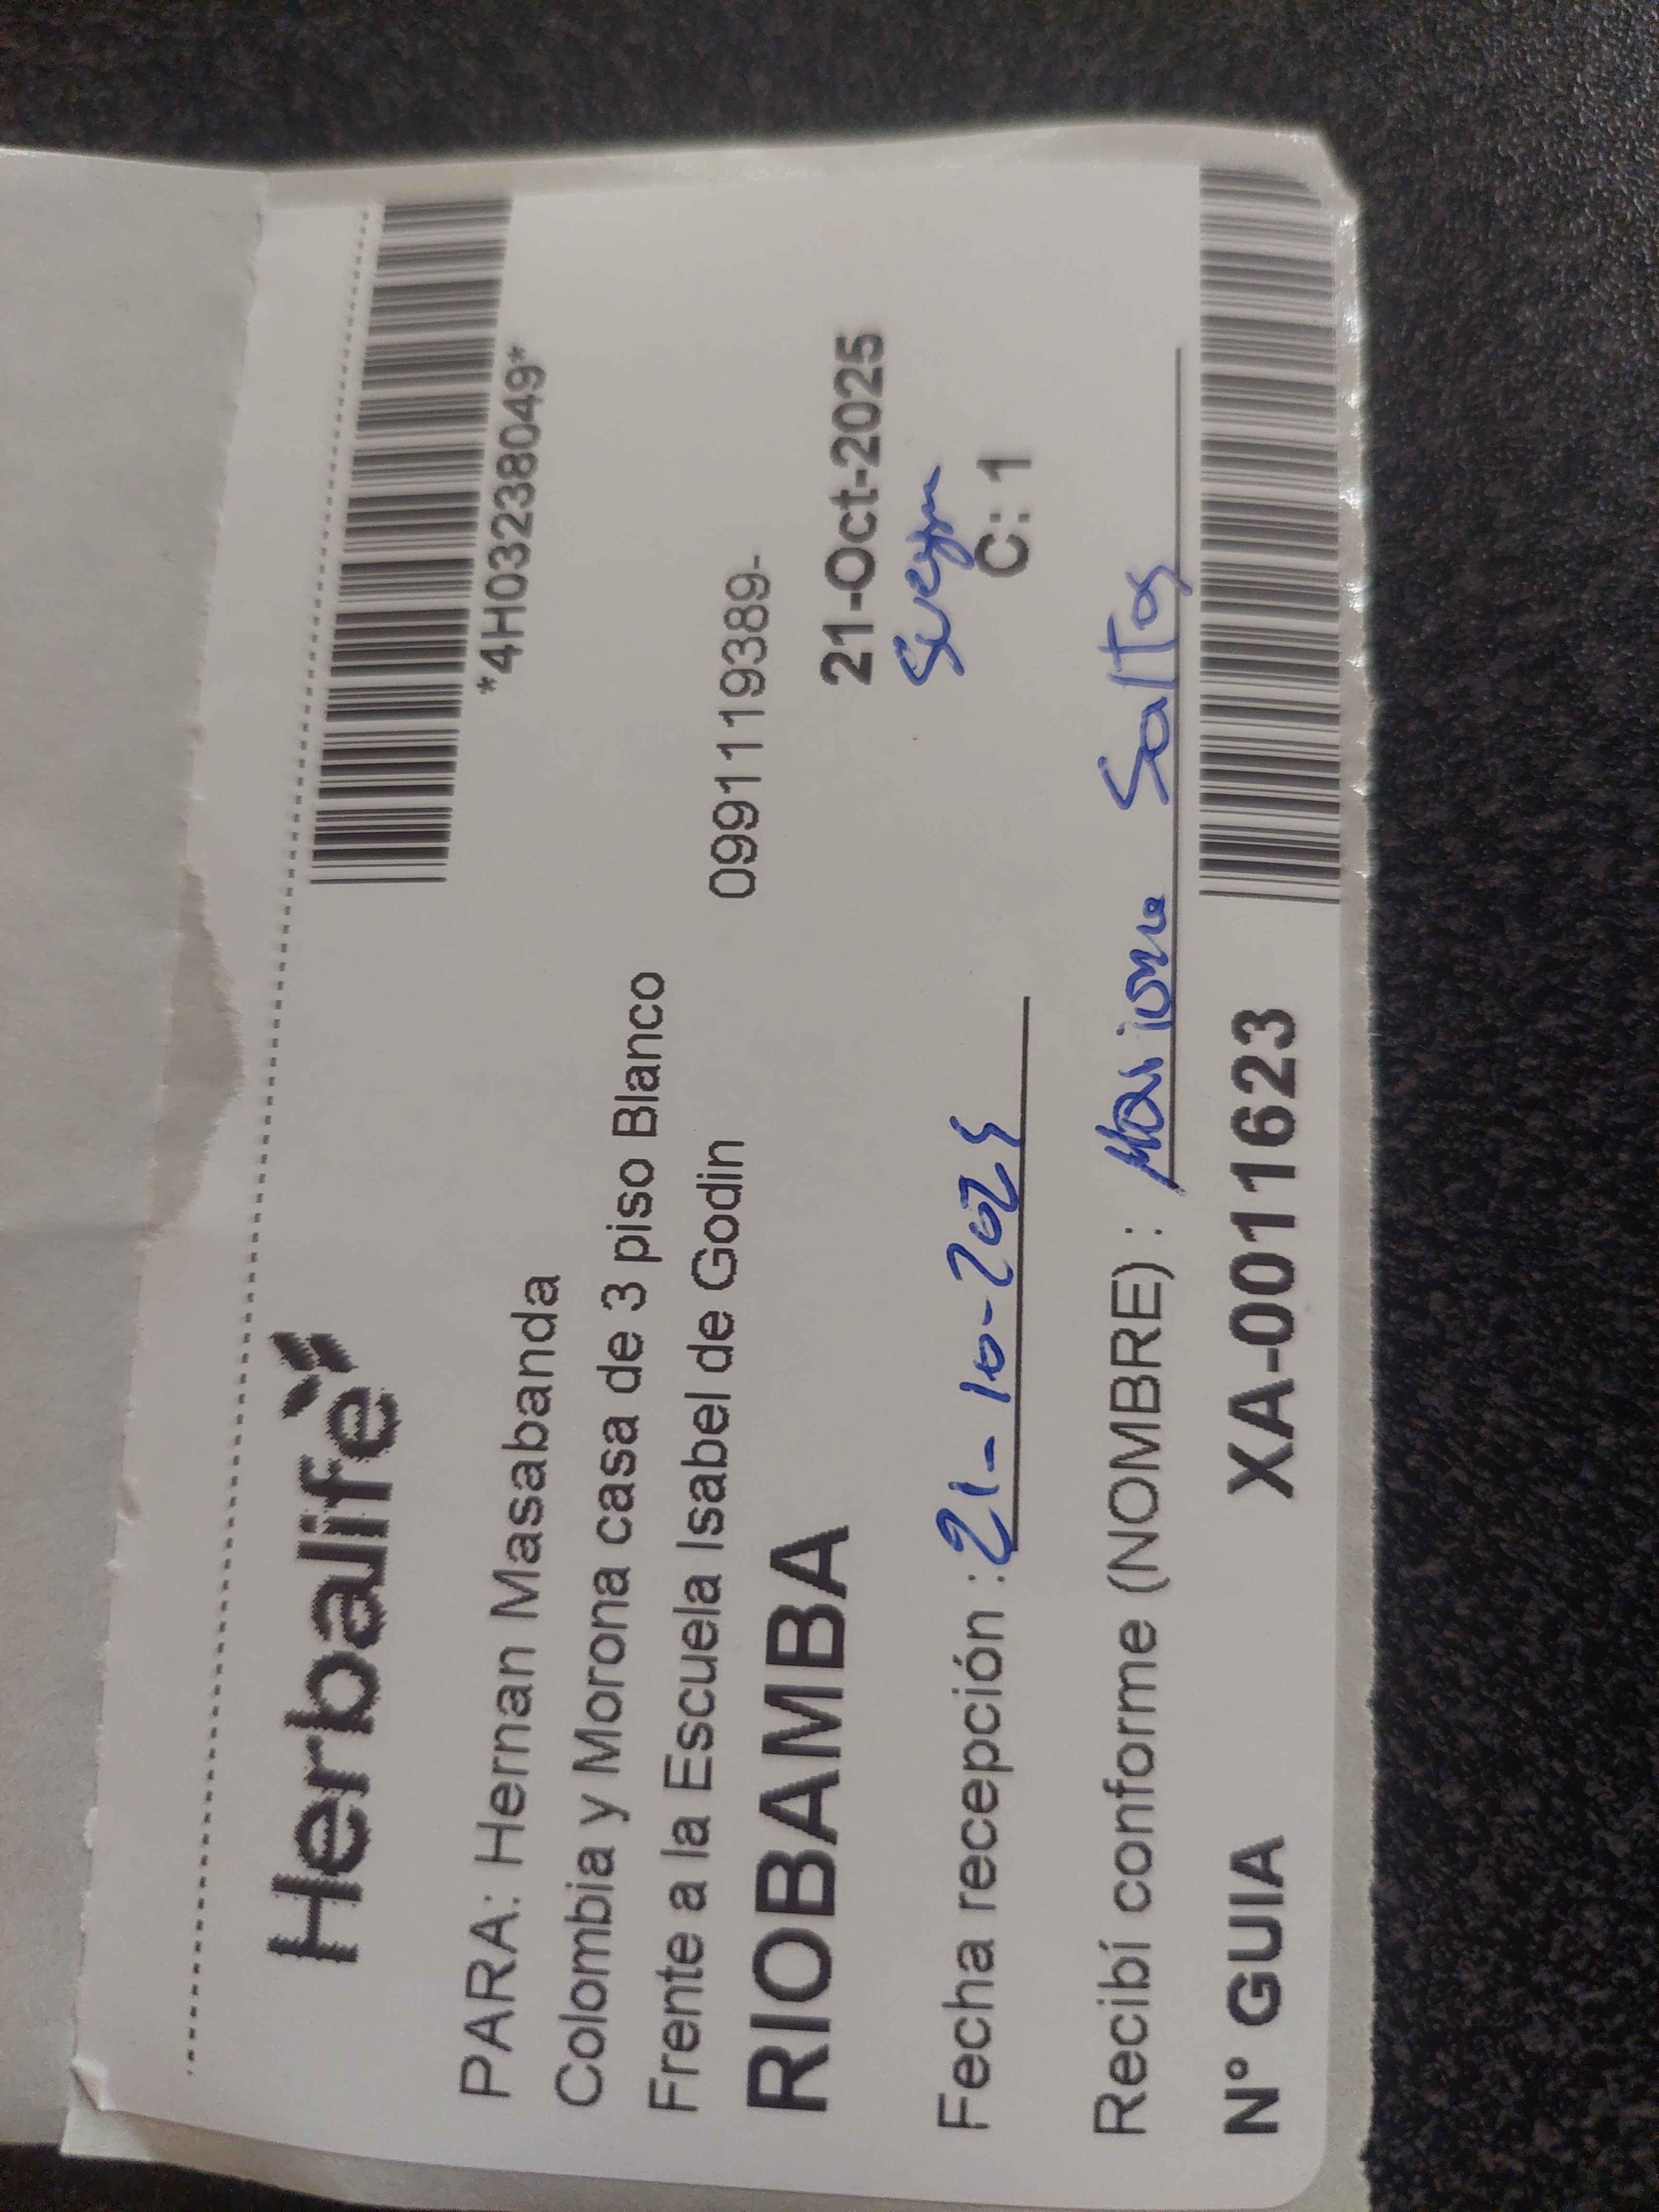 Herbalife
*4H03238049*
PARA: Hernan Masabanda
Colombia y Morona casa de 3 piso Blanco
Frente a la Escuela Isabel de Godin
0991119389-
RIOBAMBA
21-Oct-2025
Fecha recepción : 21-10-2025
C:: 1
Recibí conforme (NOMBRE) : Mariana Saltos
N° GUIA XA-0011623